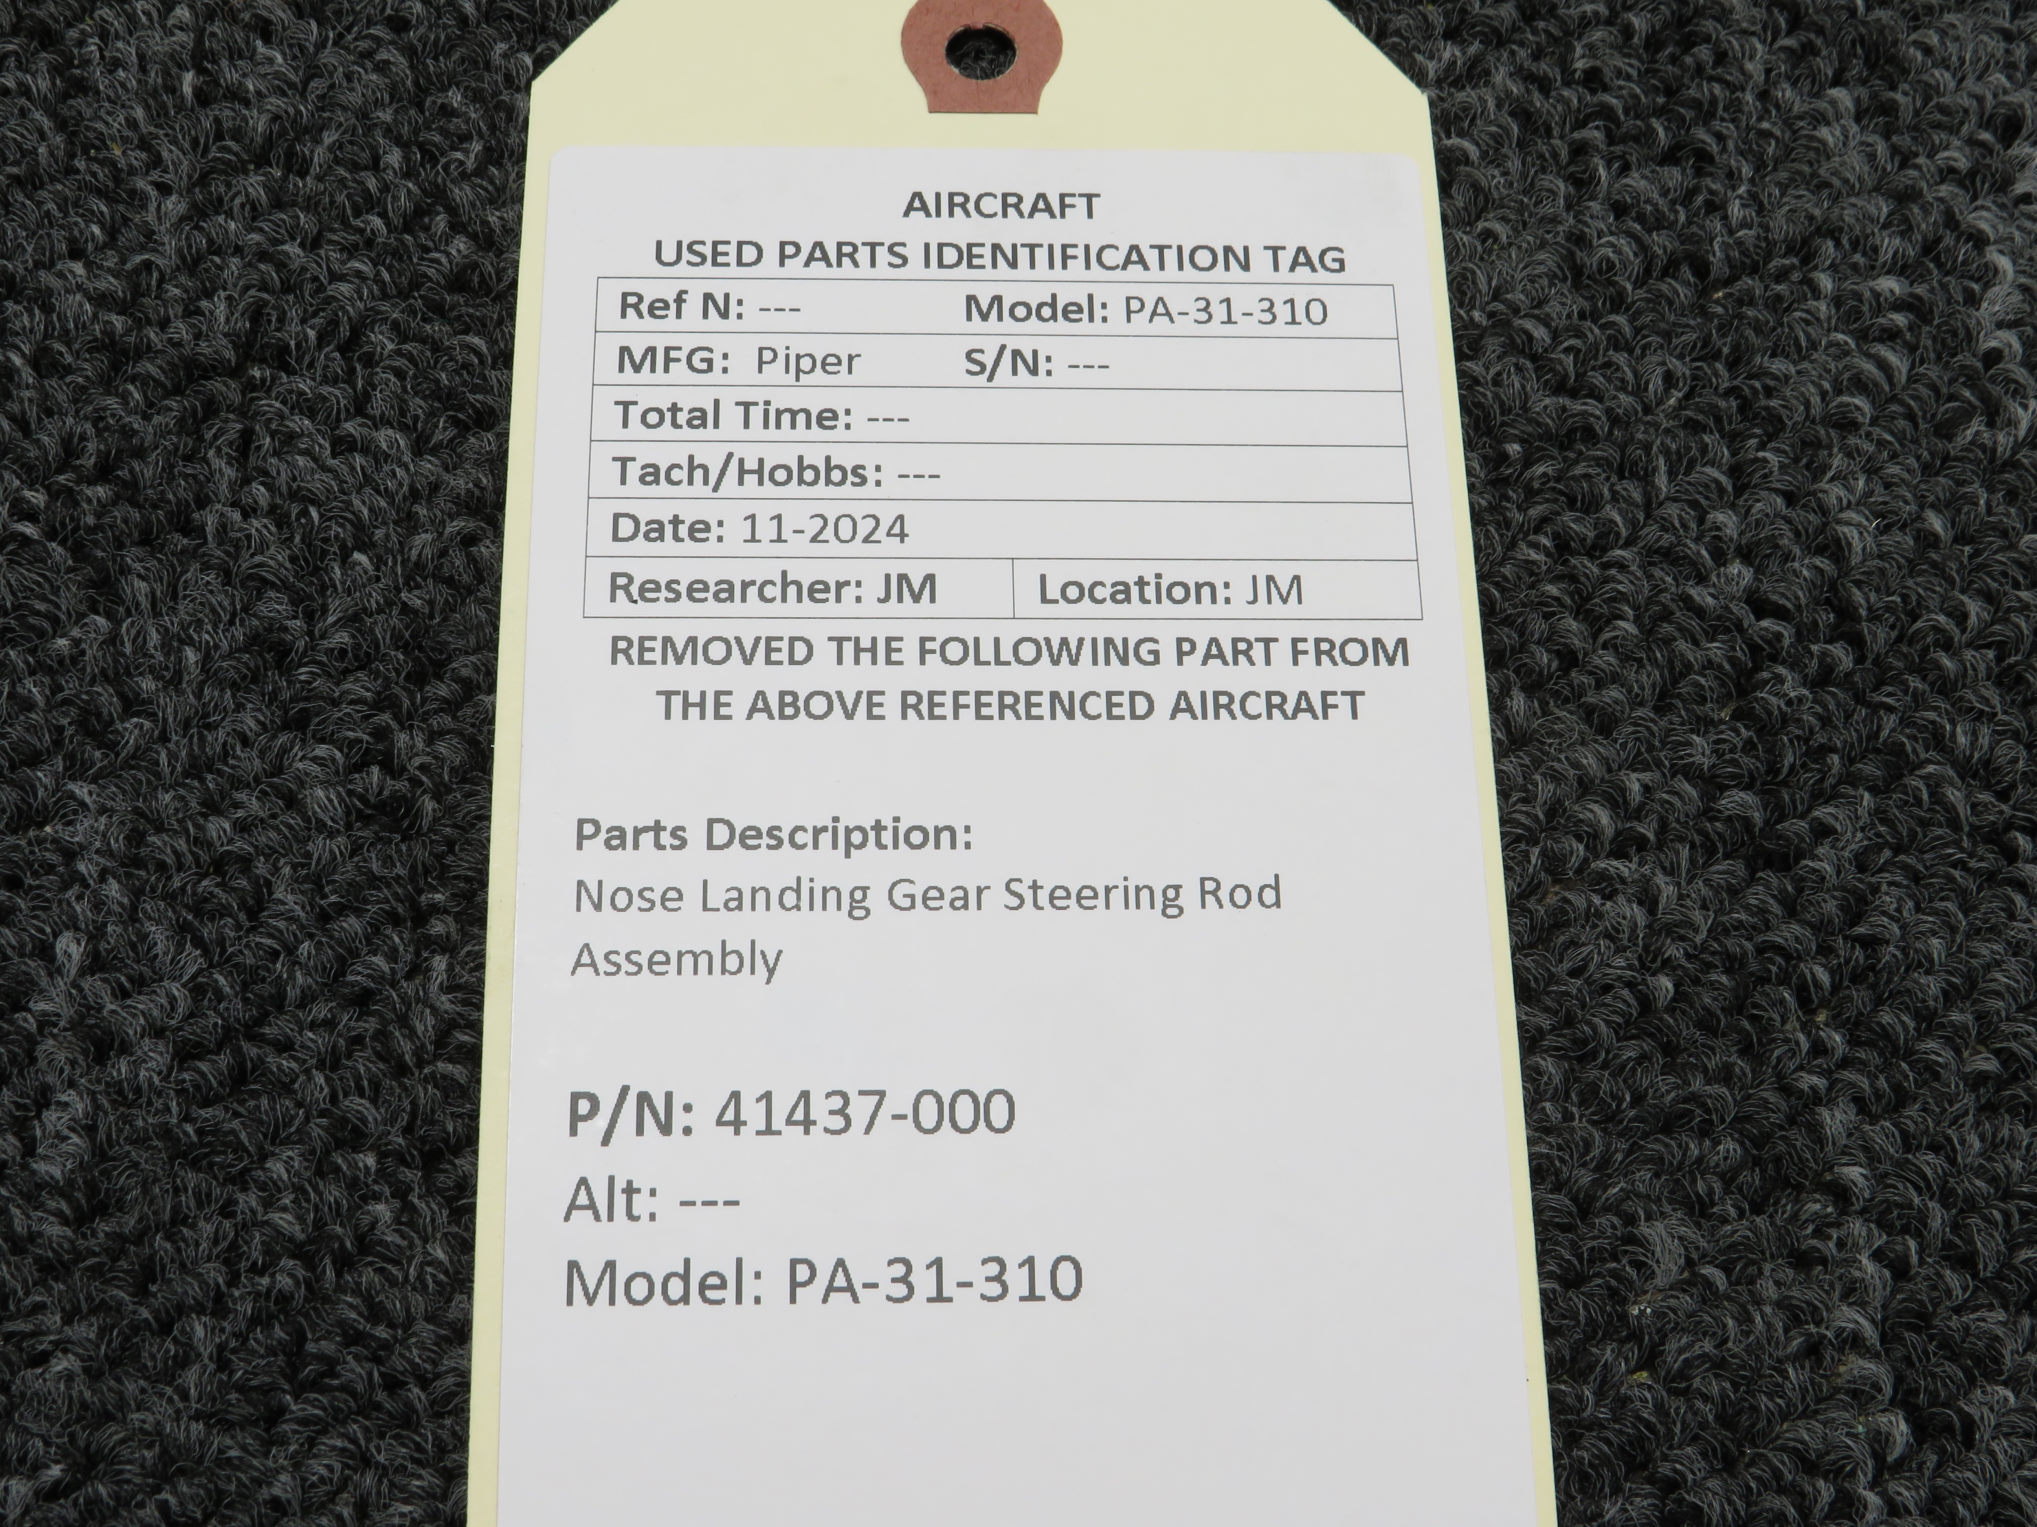 AIRCRAFT
USED PARTS IDENTIFICATION TAG
Ref N: --- Model: PA-31-310
MFG: Piper S/N: ---
Total Time: ---
Tach/Hobbs: ---
Date: 11-2024
Researcher: JM Location: JM
REMOVED THE FOLLOWING PART FROM
THE ABOVE REFERENCED AIRCRAFT
Parts Description:
Nose Landing Gear Steering Rod
Assembly
P/N: 41437-000
Alt: ---
Model: PA-31-310